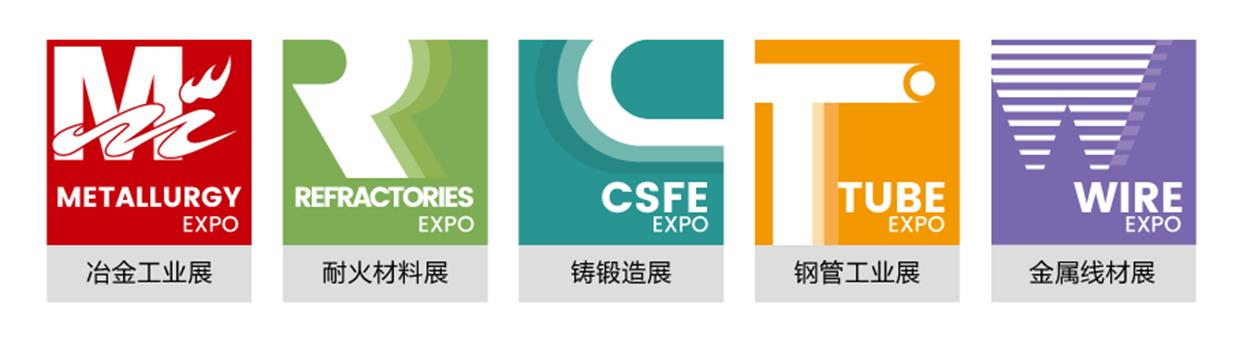 METALLURGY
EXPO
冶金工业展
REFRACTORIES
EXPO
耐火材料展
CSFE
EXPO
铸锻造展
TUBE
EXPO
钢管工业展
WIRE
EXPO
金属线材展